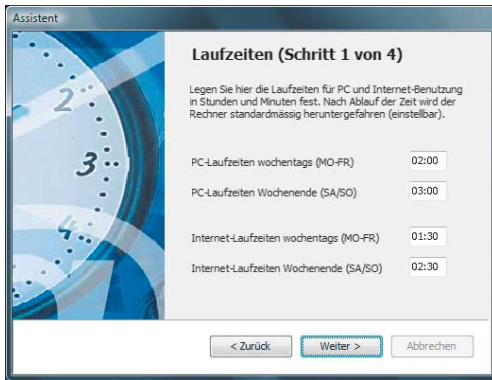 Assistent
Laufzeiten (Schritt 1 von 4)
Legen Sie hier die Laufzeiten für PC und Internet-Benutzung
in Stunden und Minuten fest. Nach Ablauf der Zeit wird der
Rechner standardmässig heruntergefahren (einstellbar).
PC-Laufzeiten wochentags (MO-FR) 02:00
PC-Laufzeiten Wochenende (SA/SO) 03:00
Internet-Laufzeiten wochentags (MO-FR) 01:30
Internet-Laufzeiten Wochenende (SA/SO) 02:30
2
3
4
< Zurück Weiter > Abbrechen